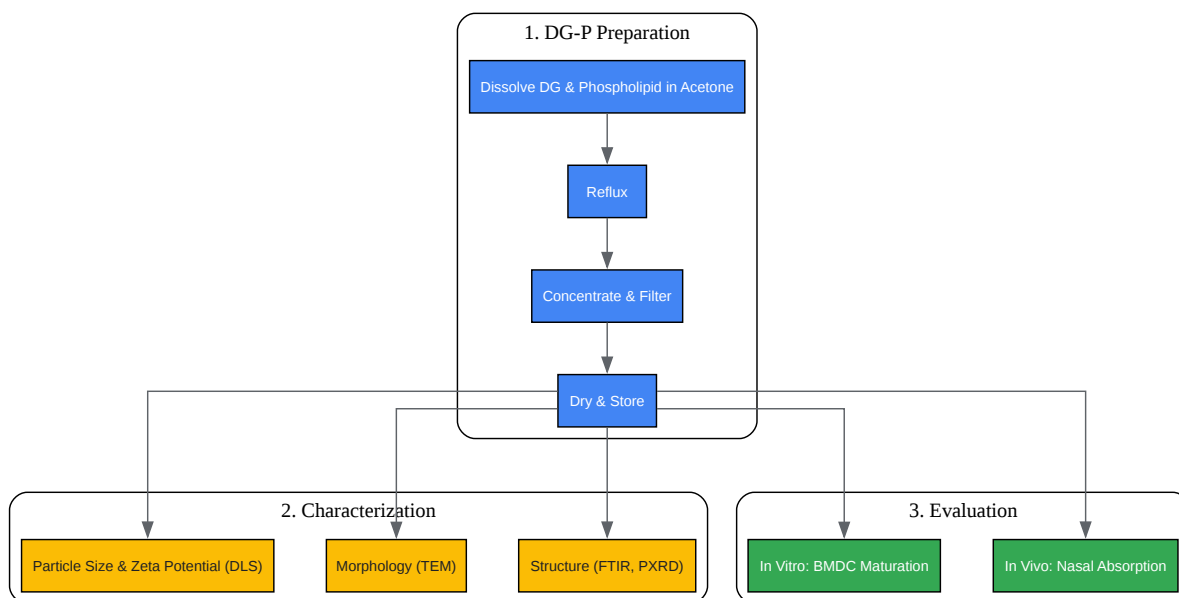 1. DG-P Preparation
Dissolve DG & Phospholipid in Acetone
Reflux
Concentrate & Filter
Dry & Store
2. Characterization
Particle Size & Zeta Potential (DLS)
Morphology (TEM)
Structure (FTIR, PXRD)
3. Evaluation
In Vitro: BMDC Maturation
In Vivo: Nasal Absorption